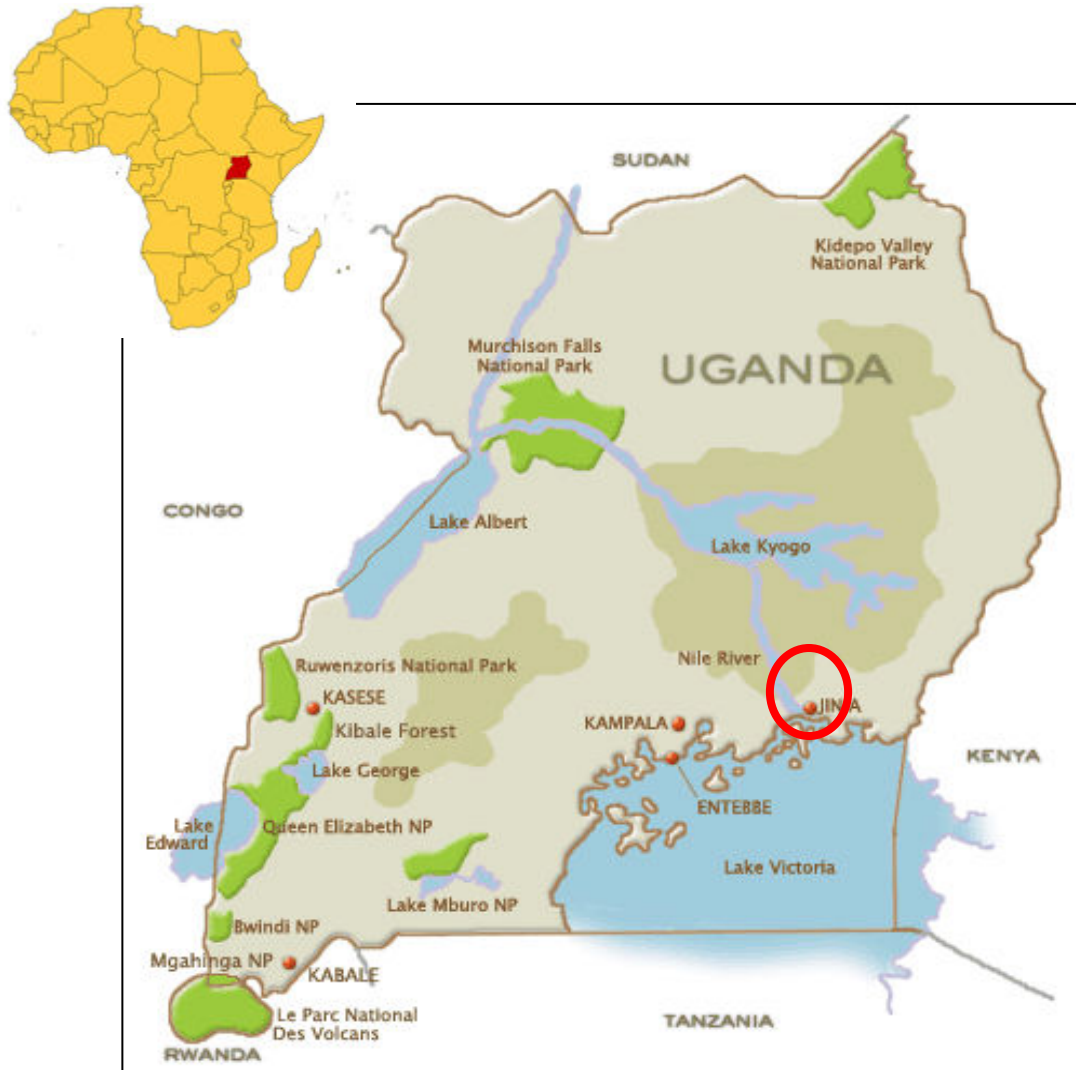 SUDAN
Kidepo Valley
National Park
Murchison Falls
National Park
UGANDA
CONGO
Lake Albert
Lake Kyogo
Ruwenzoris National Park
Nile River
KASESE
JINJA
KAMPALA
Kibale Forest
KENYA
Lake George
ENTEBBE
Lake
Edward
Queen Elizabeth NP
Lake Victoria
Lake Mburo NP
Bwindi NP
Mgahinga NP
KABALE
Le Parc National
Des Volcans
TANZANIA
RWANDA